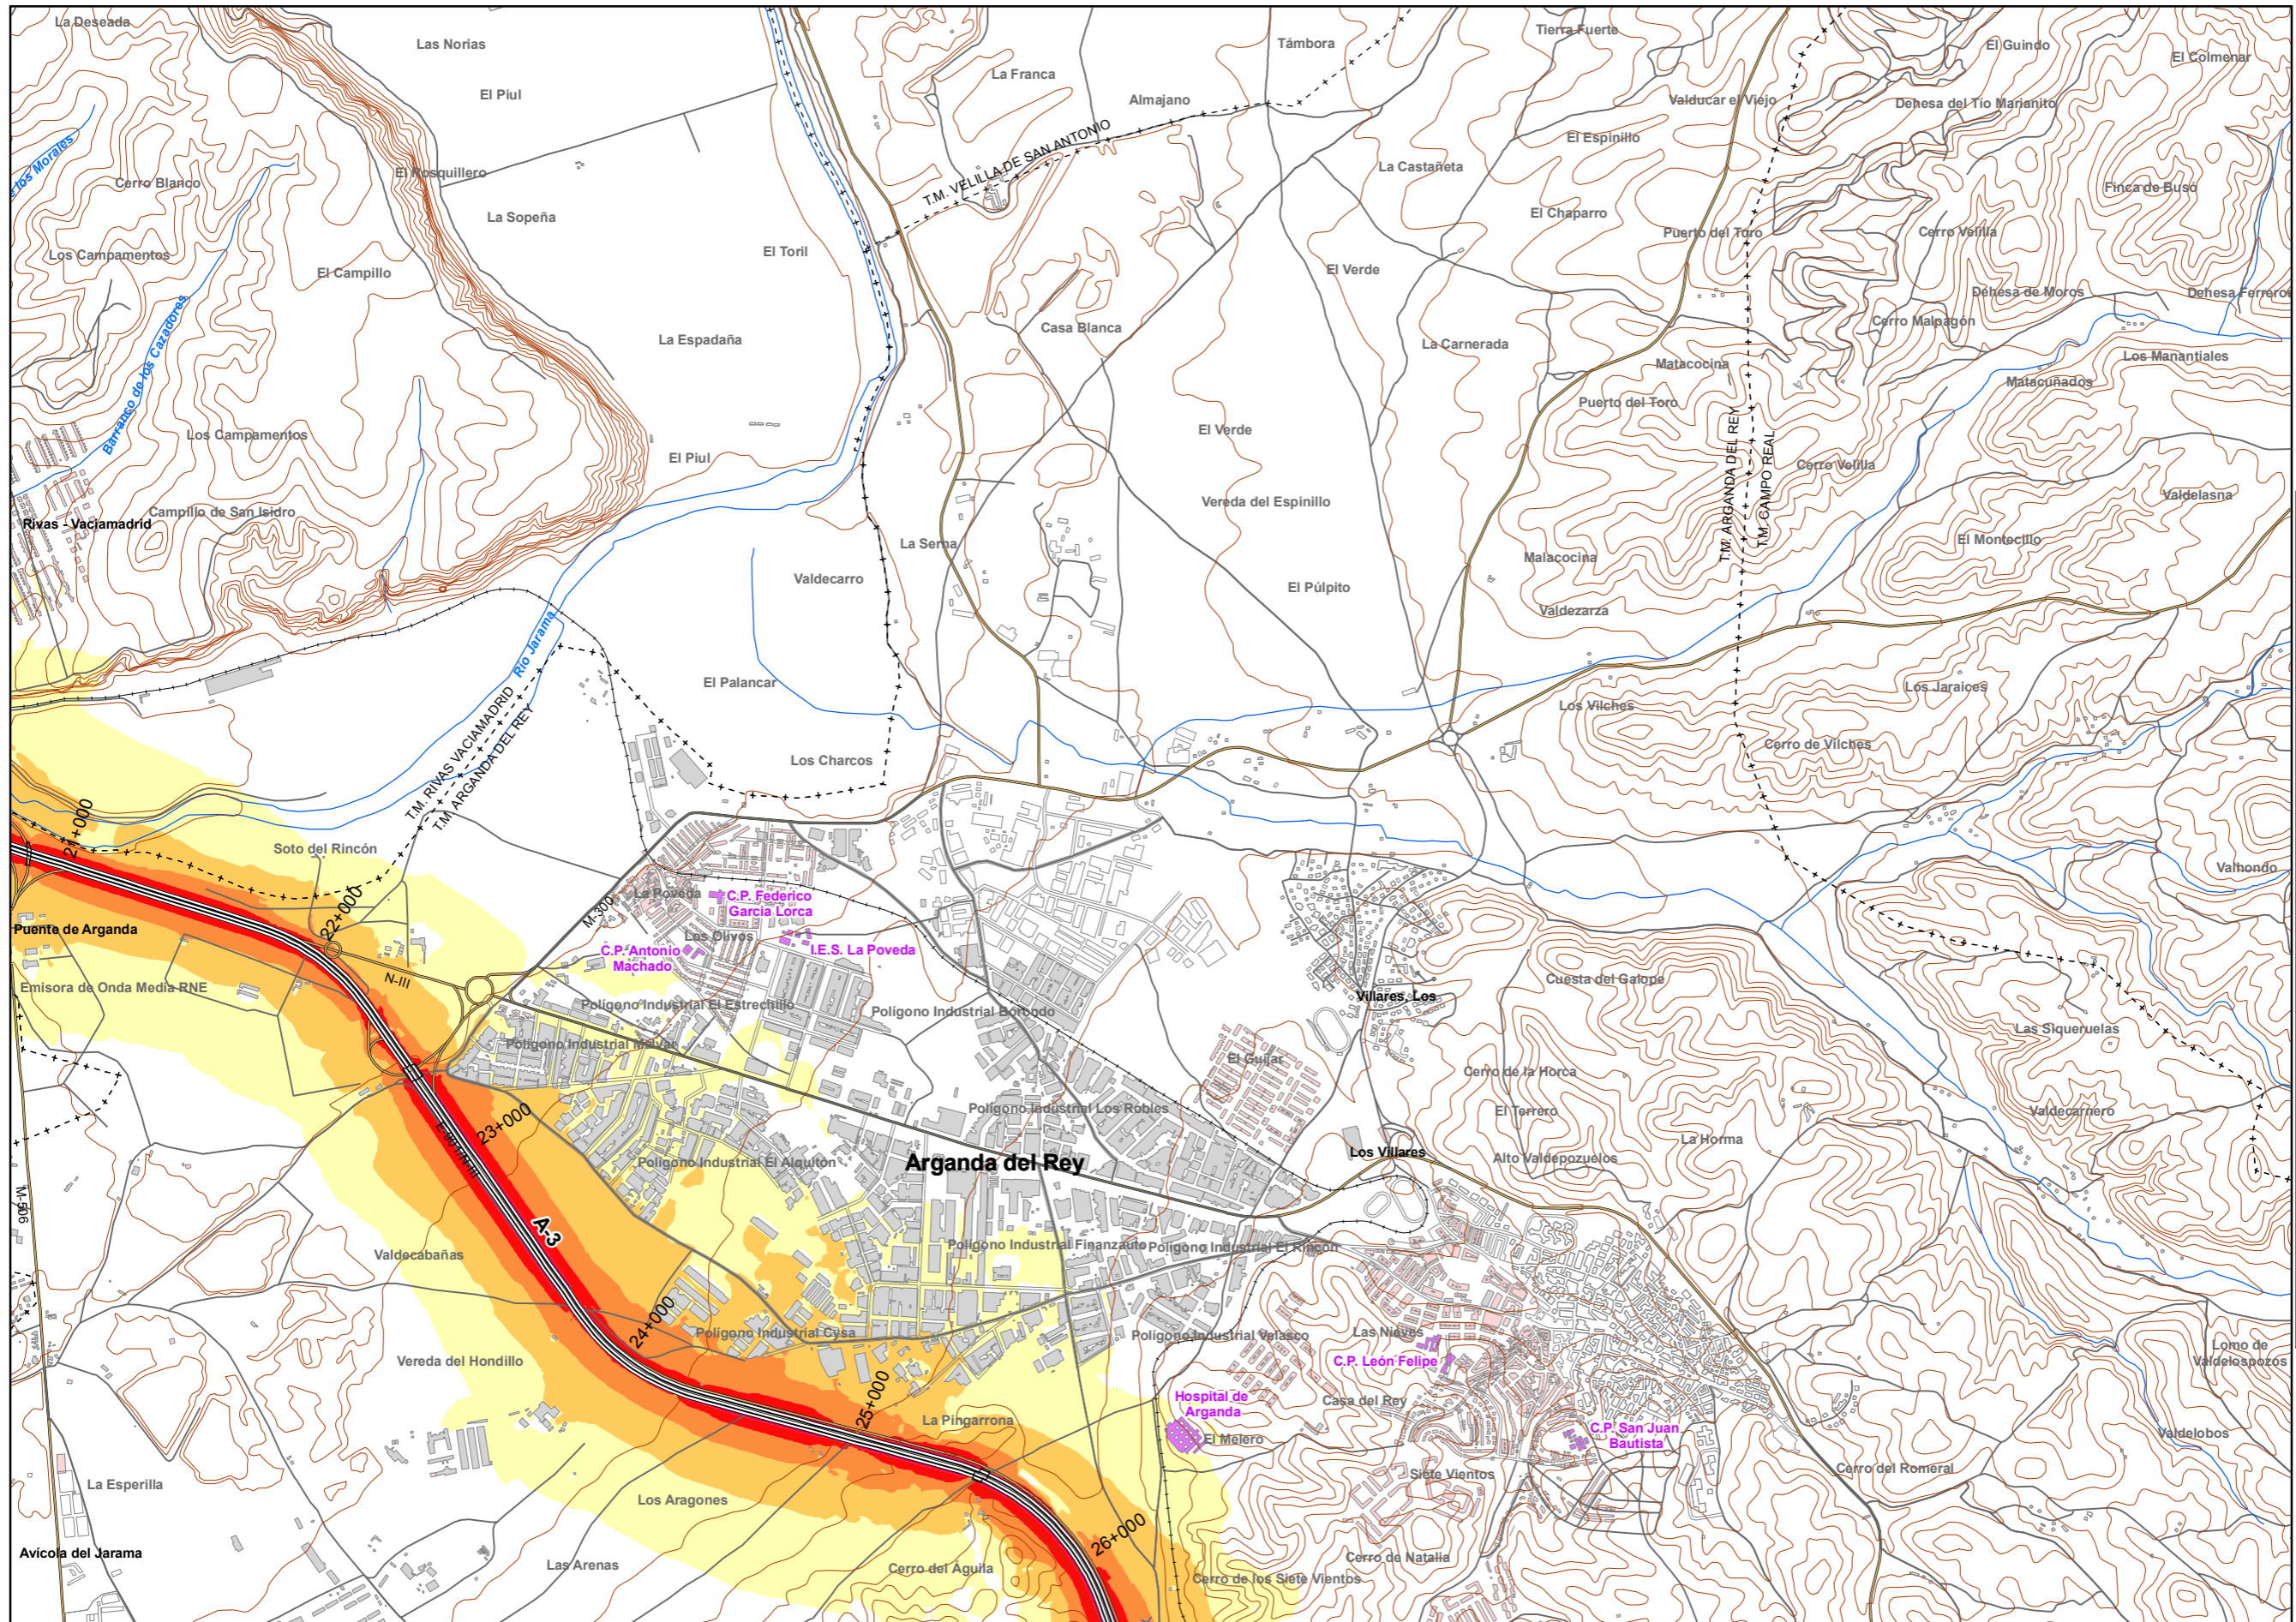 La Deseada
Las Norias
El Piul
La Franca
Támbora
Almajano
Tierra Fuerte
El Guindo
El Colmenar
Valducar el Viejo
Dehesa del Tío Marianito
El Espinillo
los Morales
Cerro Blanco
El Rosquillero
La Sopeña
T.M. VELILLA DE SAN ANTONIO
La Castañeta
El Chaparro
Finca de Busó
Puerto del Toro
Cerro Velilla
Los Campamentos
El Campillo
El Toril
El Verde
Dehesa de Moros
Dehesa Ferreros
Barranco de los Cazadores
La Espadaña
Casa Blanca
La Carnerada
Cerro Malpagón
Matacocina
Los Manantiales
Matacuñados
Puerto del Toro
Los Campamentos
El Piul
El Verde
T.M. ARGANDA DEL REY
T.M. CAMPO REAL
Cerro Velilla
Valdelasna
Rivas - Vaciamadrid
Campillo de San Isidro
Vereda del Espinillo
La Serna
El Montecillo
Malacocina
Valdecarro
El Púlpito
Valdezarza
Río Jarama
El Palancar
Los Jaraices
Los Vilches
T.M. RIVAS VACIAMADRID
T.M. ARGANDA DEL REY
Los Charcos
Cerro de Vilches
21+000
Soto del Rincón
Valhondo
22+000
M-300
La Poveda
C.P. Federico
García Lorca
Puente de Arganda
Los Olivos
C.P. Antonio
Machado
I.E.S. La Poveda
N-III
Emisora de Onda Media RNE
Cuesta del Galope
Villares, Los
Polígono Industrial El Estrechillo
Polígono Industrial Borondo
Las Siqueruelas
Polígono Industrial Malvar
El Guijar
Cerro de la Horca
23+000
E-901/N-III
Polígono Industrial Los Robles
El Terrero
Valdecarnero
La Horma
Polígono Industrial El Alquitón
Arganda del Rey
Los Villares
Alto Valdepozuelos
M-506
A-3
Valdecabañas
Polígono Industrial Finanzauto
Polígono Industrial El Rincón
24+000
Polígono Industrial Cysa
Polígono Industrial Velasco
Las Nieves
Lomo de
Valdelospozos
Vereda del Hondillo
C.P. León Felipe
25+000
Hospital de
Arganda
Casa del Rey
La Pingarrona
El Melero
C.P. San Juan
Bautista
Valdelobos
Cerro del Romeral
La Esperilla
Siete Vientos
Los Aragones
26+000
Avícola del Jarama
Las Arenas
Cerro del Águila
Cerro de Natalia
Cerro de los Siete Vientos